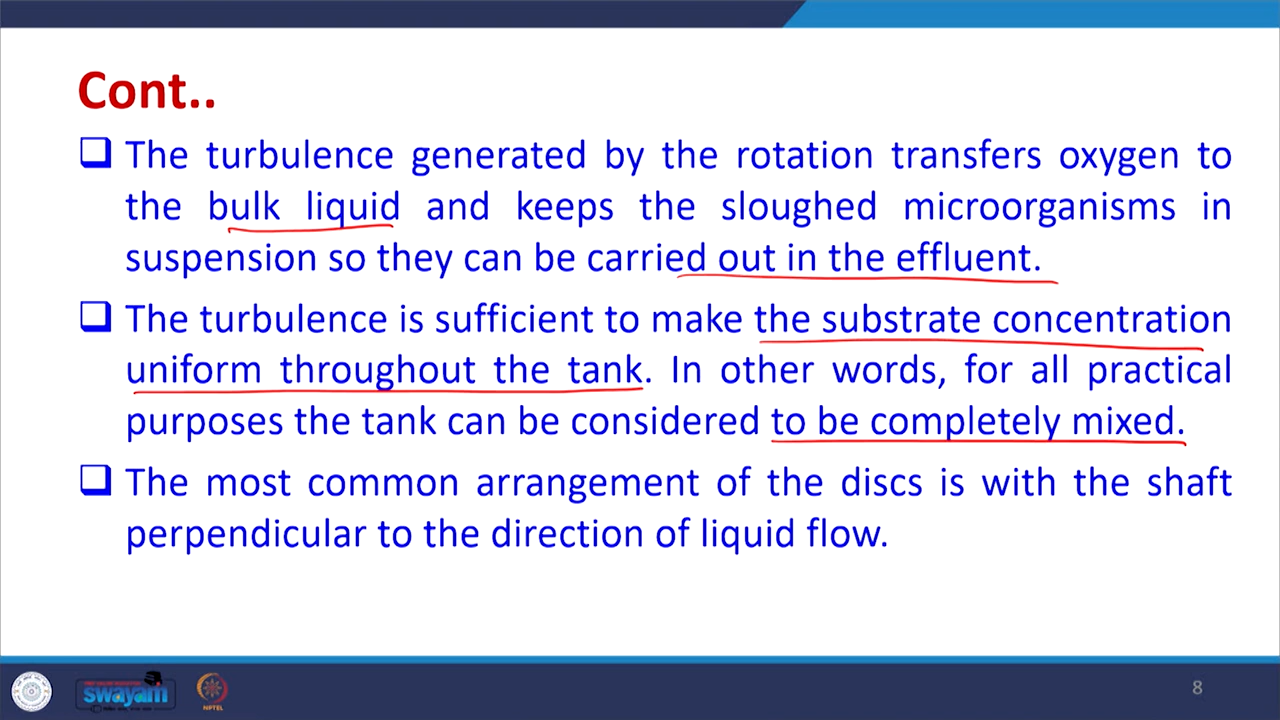 Cont..
The turbulence generated by the rotation transfers oxygen to
the bulk liquid and keeps the sloughed microorganisms in
suspension so they can be carried out in the effluent.
The turbulence is sufficient to make the substrate concentration
uniform throughout the tank. In other words, for all practical
purposes the tank can be considered to be completely mixed.
The most common arrangement of the discs is with the shaft
perpendicular to the direction of liquid flow.
swayam
NPTEL
8